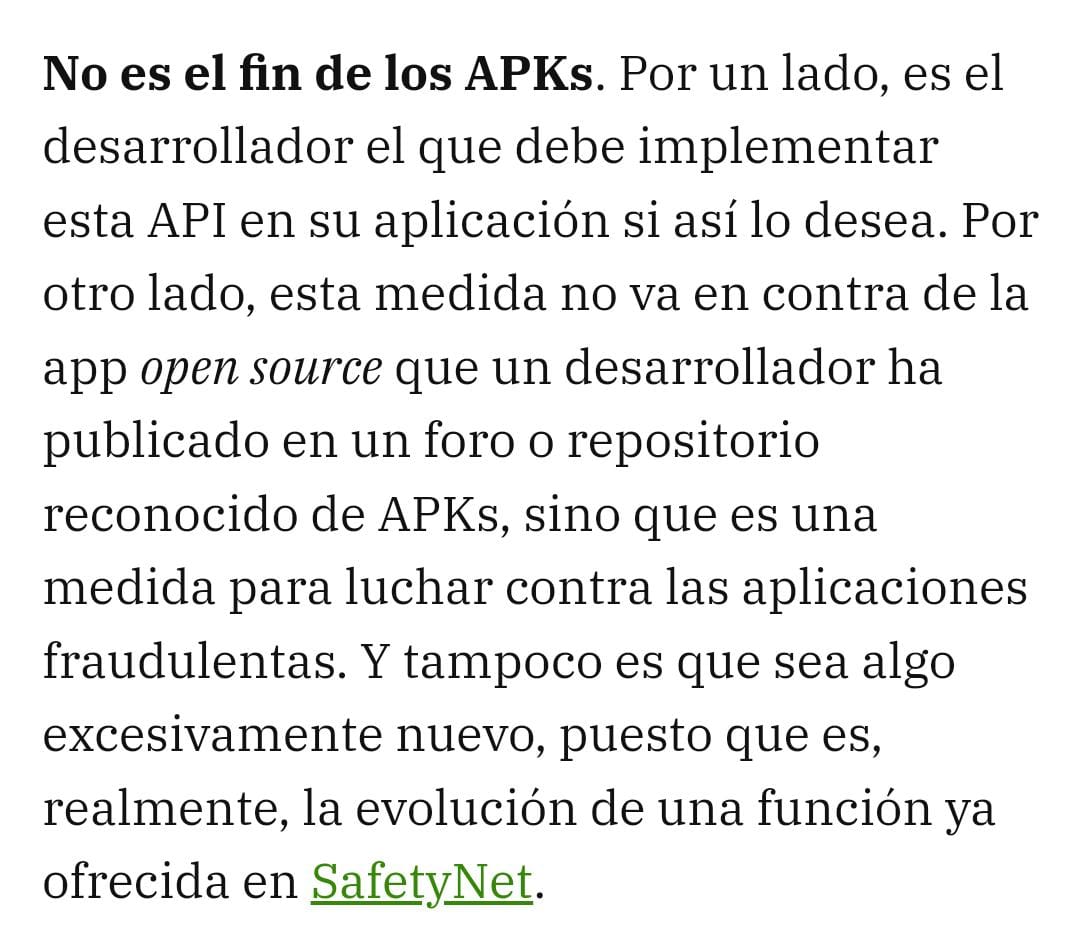 No es el fin de los APKs. Por un lado, es el
desarrollador el que debe implementar
esta API en su aplicación si así lo desea. Por
otro lado, esta medida no va en contra de la
app open source que un desarrollador ha
publicado en un foro o repositorio
reconocido de APKs, sino que es una
medida para luchar contra las aplicaciones
fraudulentas. Y tampoco es que sea algo
excesivamente nuevo, puesto que es,
realmente, la evolución de una función ya
ofrecida en SafetyNet.